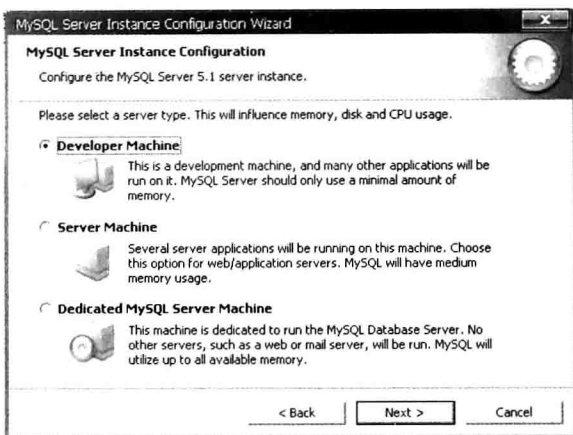 MySQL Server Instance Configuration Wizard
MySQL Server Instance Configuration
Configure the MySQL Server 5.1 server instance.
Please select a server type. This will influence memory, disk and CPU usage.
Developer Machine
This is a development machine, and many other applications will be
run on it. MySQL Server should only use a minimal amount of
memory.
Server Machine
Several server applications will be running on this machine. Choose
this option for web/application servers. MySQL will have medium
memory usage.
Dedicated MySQL Server Machine
This machine is dedicated to run the MySQL Database Server. No
other servers, such as a web or mail server, will be run. MySQL will
utilize up to all available memory.
< Back Next > Cancel